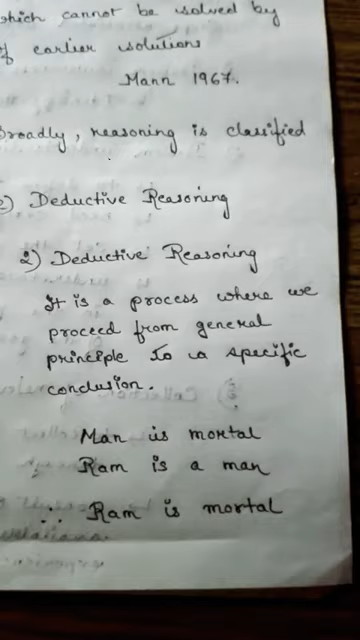 which cannot be solved by
of earlier solutions
Mann 1967.
Broadly, reasoning is classified
2) Deductive Reasoning
2) Deductive Reasoning
It is a process where we
proceed from general
principle to a specific
conclusion.
Man is mortal
Ram is a man
∴ Ram is mortal